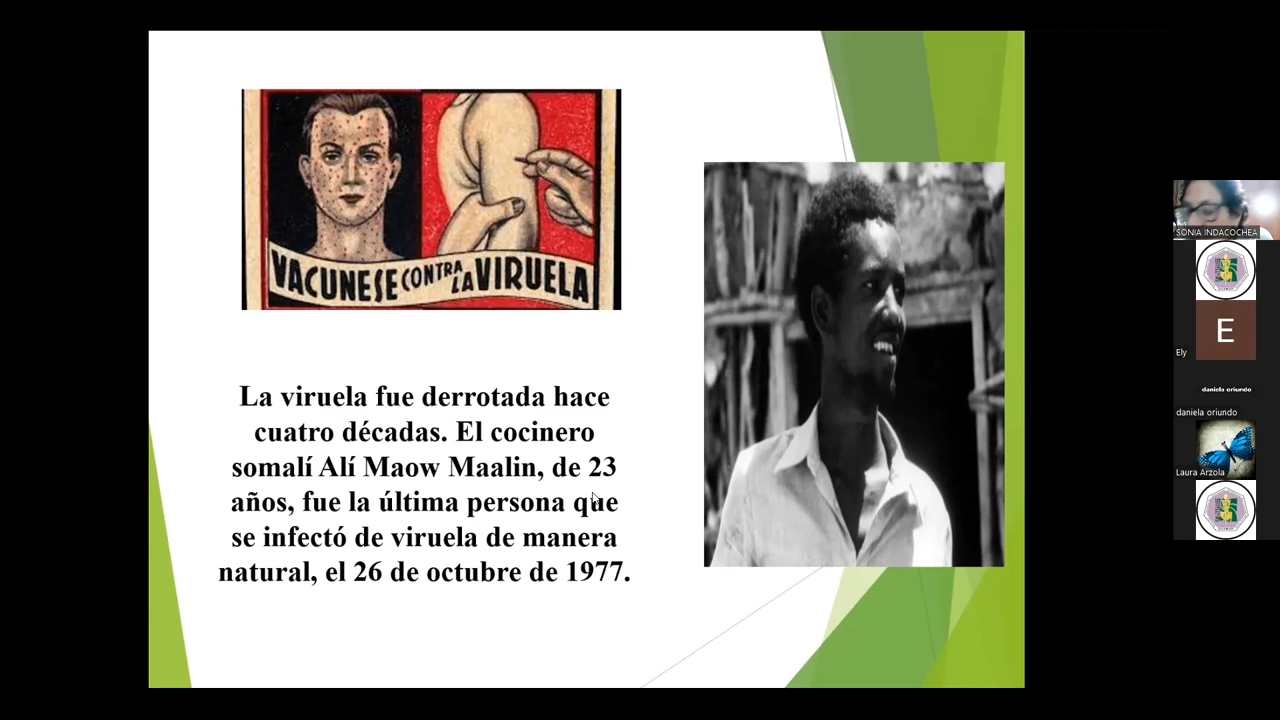 VACUNESE CONTRA LA VIRUELA
La viruela fue derrotada hace
cuatro décadas. El cocinero
somalí Alí Maow Maalin, de 23
años, fue la última persona que
se infectó de viruela de manera
natural, el 26 de octubre de 1977.
SONIA INDACOCHEA
E
Ely
daniela oriundo
daniela oriundo
Laura Arzola